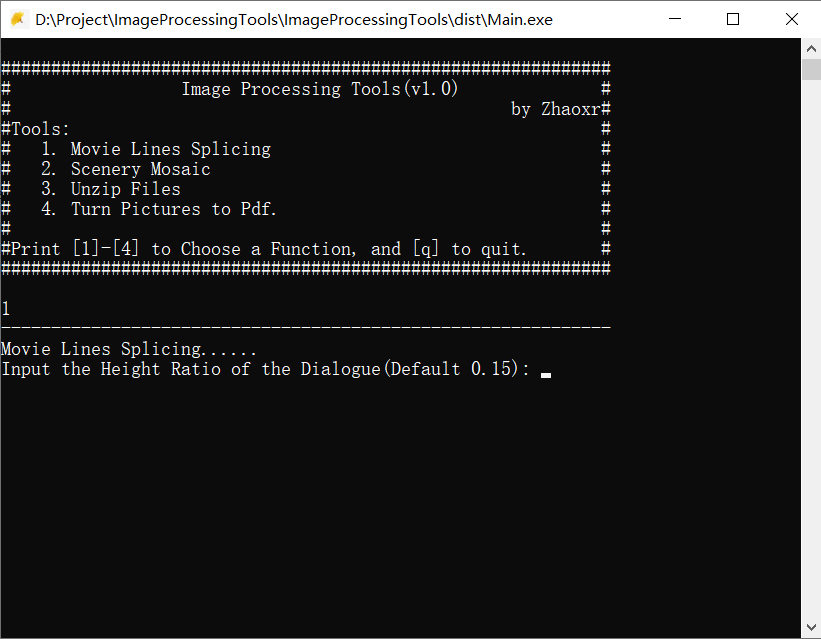 D:\Project\ImageProcessingTools\ImageProcessingTools\dist\Main.exe
#############################################################
#                 Image Processing Tools(v1.0)              #
#                                                  by Zhaoxr#
#Tools:                                                     #
#   1. Movie Lines Splicing                                 #
#   2. Scenery Mosaic                                       #
#   3. Unzip Files                                          #
#   4. Turn Pictures to Pdf.                                #
#                                                           #
#Print [1]-[4] to Choose a Function, and [q] to quit.       #
#############################################################
1
-------------------------------------------------------------
Movie Lines Splicing......
Input the Height Ratio of the Dialogue(Default 0.15):